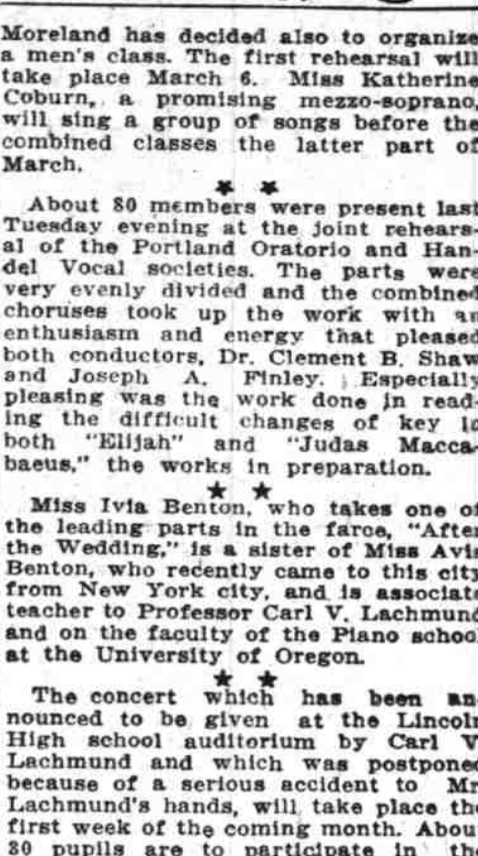 Moreland has decided also to organize
a men's class. The first rehearsal will
take place March 6. Miss Katherine
Coburn, a promising mezzo-soprano,
will sing a group of songs before the
combined classes the latter part of
March.
★ ★
About 80 members were present last
Tuesday evening at the joint rehears-
al of the Portland Oratorio and Han-
del Vocal societies. The parts were
very evenly divided and the combined
choruses took up the work with an
enthusiasm and energy that pleased
both conductors, Dr. Clement B. Shaw
and Joseph A. Finley. Especially
pleasing was the work done in read-
ing the difficult changes of key in
both "Elijah" and "Judas Macca-
baeus," the works in preparation.
★ ★
Miss Ivia Benton, who takes one of
the leading parts in the farce, "After
the Wedding," is a sister of Miss Avis
Benton, who recently came to this city
from New York city, and is associate
teacher to Professor Carl V. Lachmund
and on the faculty of the Piano school
at the University of Oregon.
★ ★
The concert which has been an-
nounced to be given at the Lincoln
High school auditorium by Carl V.
Lachmund and which was postponed
because of a serious accident to Mr.
Lachmund's hands, will take place the
first week of the coming month. About
30 pupils are to participate in the